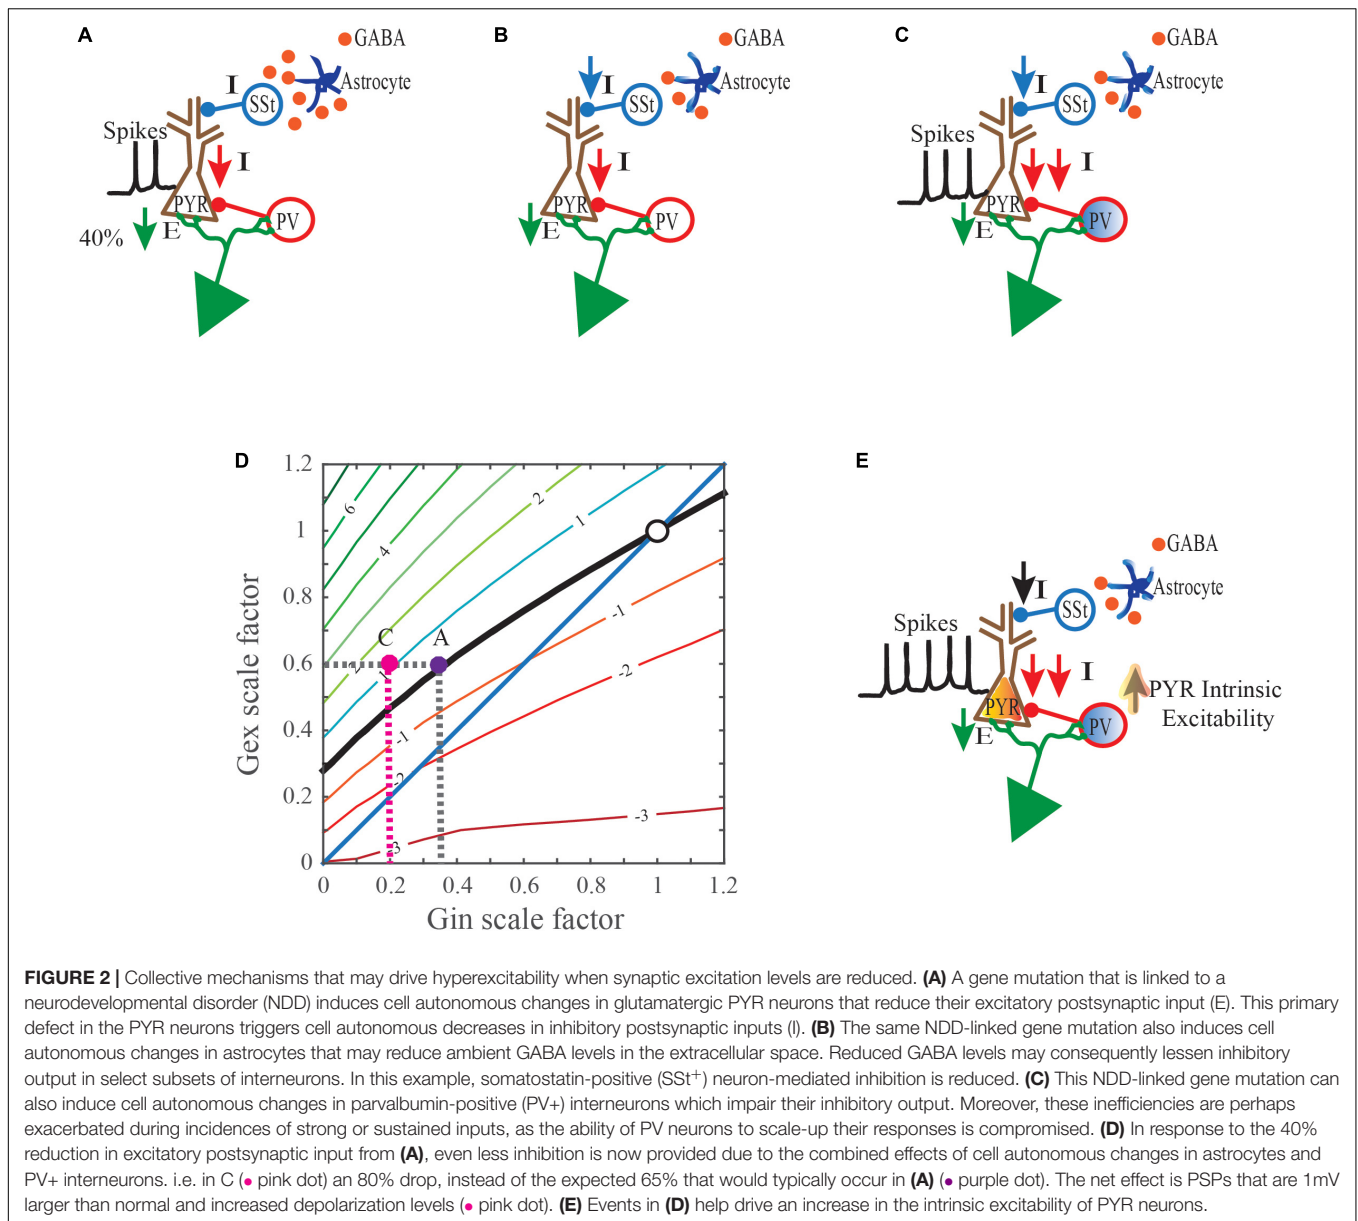 A
GABA
I
Astrocyte
SSt
Spikes
I
PYR
PV
40%
E
B
GABA
I
Astrocyte
SSt
I
PYR
PV
E
C
GABA
I
Astrocyte
SSt
Spikes
I
PYR
PV
E
D
1.2
1
0.8
0.6
0.4
0.2
0
Gex scale factor
6
4
2
1
2
1
-1
-2
-1
-2
-3
-3
C
A
0
0.2
0.4
0.6
0.8
1
1.2
Gin scale factor
E
GABA
I
Astrocyte
SSt
Spikes
I
PYR Intrinsic
Excitability
PYR
PV
E
FIGURE 2 | Collective mechanisms that may drive hyperexcitability when synaptic excitation levels are reduced. (A) A gene mutation that is linked to a
neurodevelopmental disorder (NDD) induces cell autonomous changes in glutamatergic PYR neurons that reduce their excitatory postsynaptic input (E). This primary
defect in the PYR neurons triggers cell autonomous decreases in inhibitory postsynaptic inputs (I). (B) The same NDD-linked gene mutation also induces cell
autonomous changes in astrocytes that may reduce ambient GABA levels in the extracellular space. Reduced GABA levels may consequently lessen inhibitory
output in select subsets of interneurons. In this example, somatostatin-positive (SSt+) neuron-mediated inhibition is reduced. (C) This NDD-linked gene mutation can
also induce cell autonomous changes in parvalbumin-positive (PV+) interneurons which impair their inhibitory output. Moreover, these inefficiencies are perhaps
exacerbated during incidences of strong or sustained inputs, as the ability of PV neurons to scale-up their responses is compromised. (D) In response to the 40%
reduction in excitatory postsynaptic input from (A), even less inhibition is now provided due to the combined effects of cell autonomous changes in astrocytes and
PV+ interneurons. i.e. in C (• pink dot) an 80% drop, instead of the expected 65% that would typically occur in (A) (• purple dot). The net effect is PSPs that are 1mV
larger than normal and increased depolarization levels (• pink dot). (E) Events in (D) help drive an increase in the intrinsic excitability of PYR neurons.